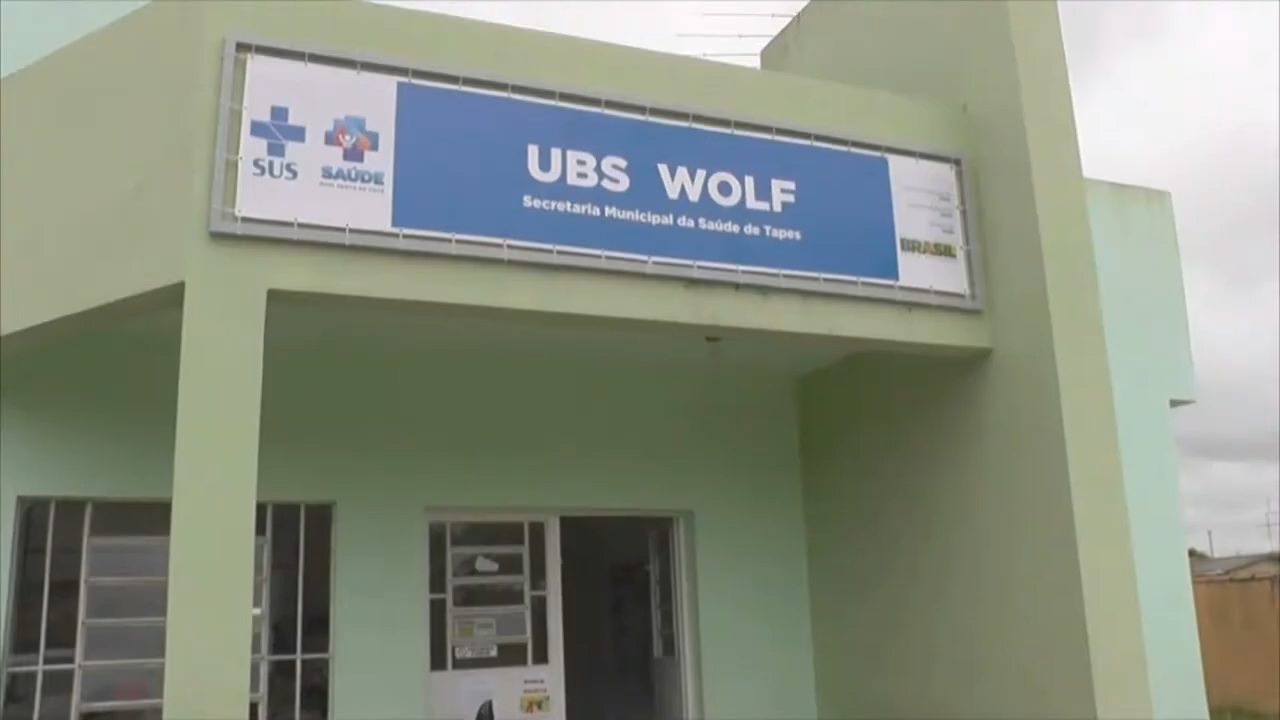 SUS
SAÚDE
UBS WOLF
Secretaria Municipal da Saúde de Tapes
BRASIL